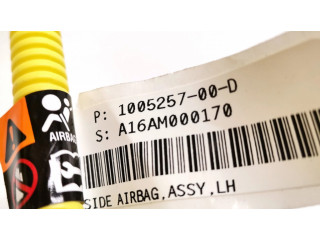 P: 1005257-00-D
S: A16AM000170
AIRBAG
SIDE AIRBAG,ASSY,LH